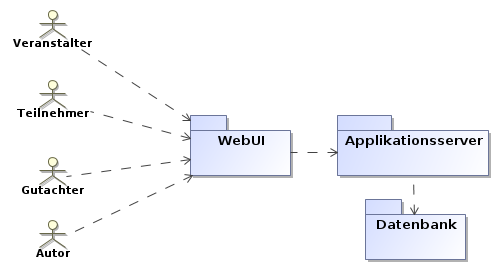 Veranstalter
Teilnehmer
WebUI
Applikationsserver
Gutachter
Datenbank
Autor